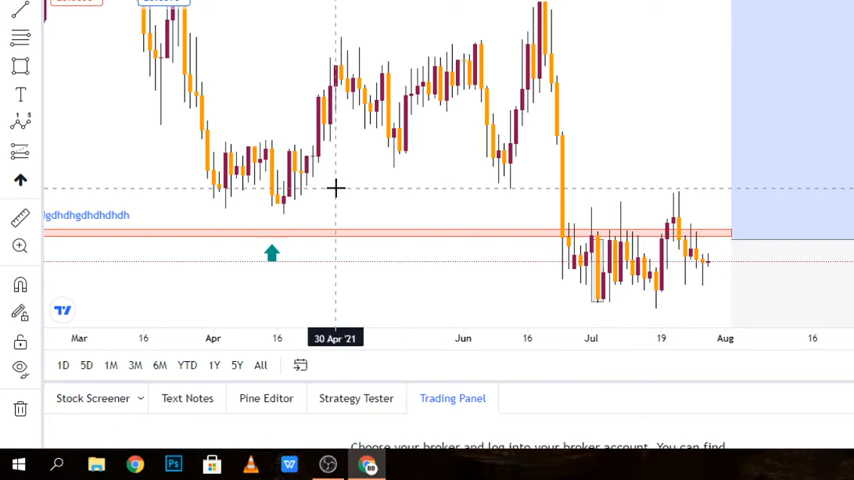 gdhdhgdhdhdhdh
Mar 16 Apr 16 30 Apr '21 Jun 16 Jul 19 Aug 16
1D 5D 1M 3M 6M YTD 1Y 5Y All
Stock Screener Text Notes Pine Editor Strategy Tester Trading Panel
Choose your broker and log into your broker account. You can find